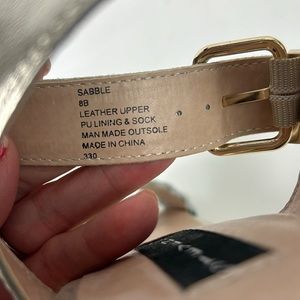 SABBLE
8B
LEATHER UPPER
PU LINING & SOCK
MAN MADE OUTSOLE
MADE IN CHINA
330